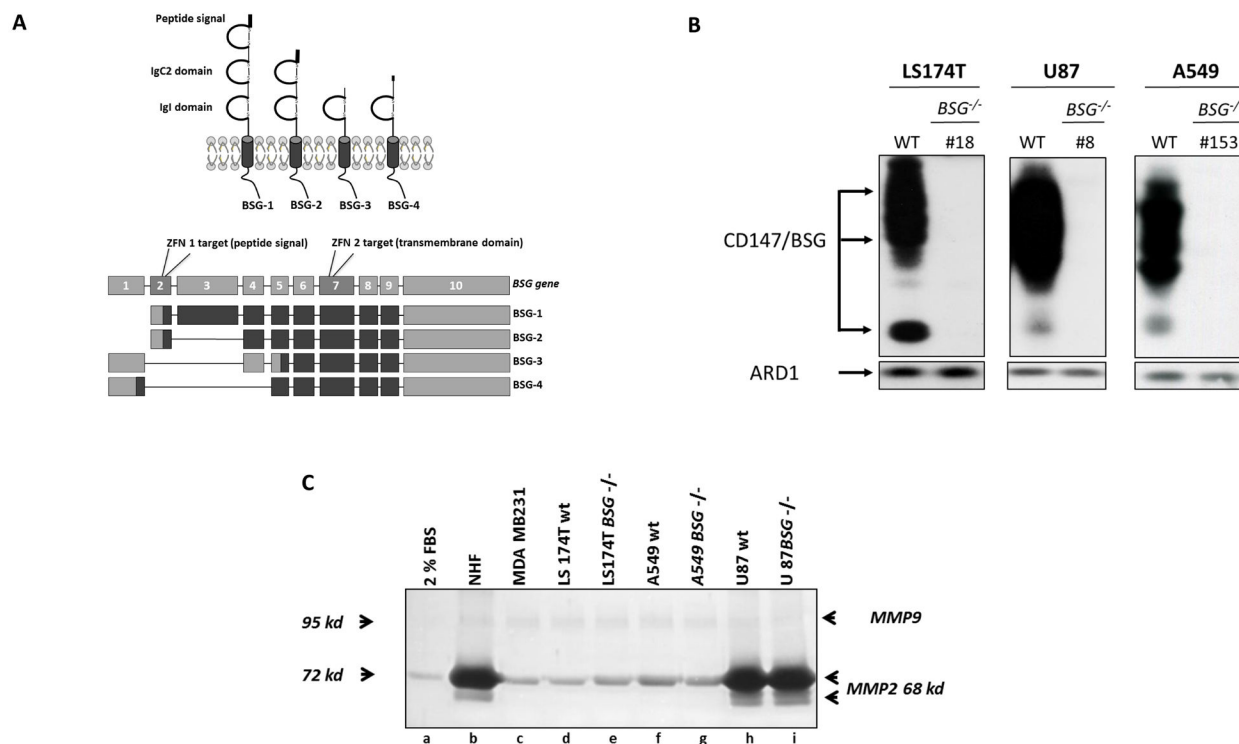 A
Peptide signal
IgC2 domain
IgI domain
BSG-1
BSG-2
BSG-3
BSG-4
ZFN 1 target (peptide signal)
ZFN 2 target (transmembrane domain)
1 2 3 4 5 6 7 8 9 10 BSG gene
BSG-1
BSG-2
BSG-3
BSG-4
B
LS174T U87 A549
BSG-/- BSG-/- BSG-/-
WT #18 WT #8 WT #153
CD147/BSG
ARD1
C
2 % FBS
NHF
MDA MB231
LS 174T wt
LS174T BSG -/-
A549 wt
A549 BSG -/-
U87 wt
U 87BSG -/-
95 kd MMP9
72 kd
MMP2 68 kd
a b c d e f g h i